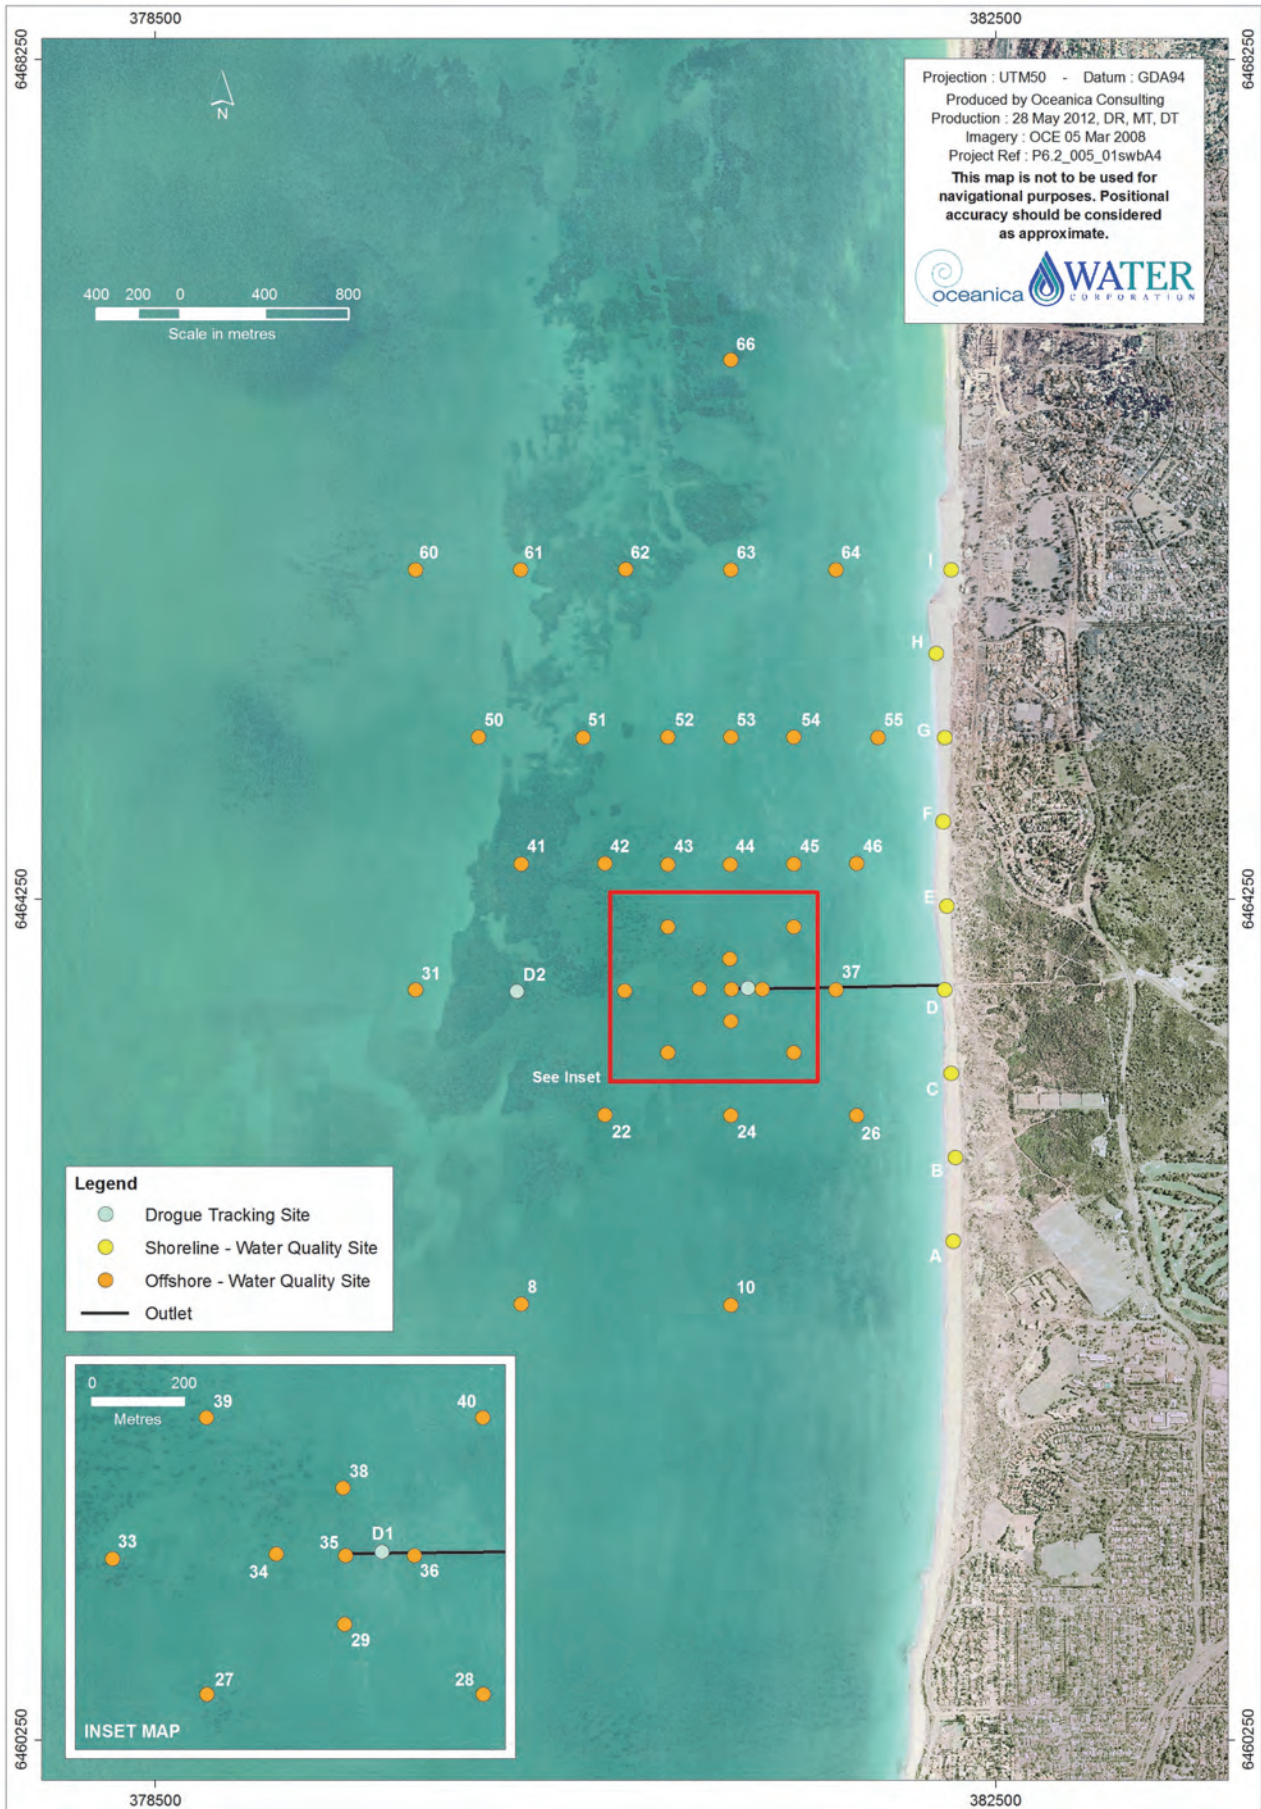 378500
382500
6468250
6468250
Projection : UTM50 - Datum : GDA94
Produced by Oceanica Consulting
Production : 28 May 2012, DR, MT, DT
Imagery : OCE 05 Mar 2008
Project Ref : P6.2_005_01swbA4
This map is not to be used for
navigational purposes. Positional
accuracy should be considered
as approximate.
oceanica
WATER
CORPORATION
N
400 200 0 400 800
Scale in metres
66
60 61 62 63 64 I
H
50 51 52 53 54 55 G
F
41 42 43 44 45 46
6464250
6464250
E
31 D2 37
D
See Inset
C
22 24 26
B
A
Legend
Drogue Tracking Site
Shoreline - Water Quality Site
Offshore - Water Quality Site
Outlet
8 10
0 200
Metres
39 40
38
33 34 35 D1 36
29
27 28
INSET MAP
6460250
6460250
378500
382500